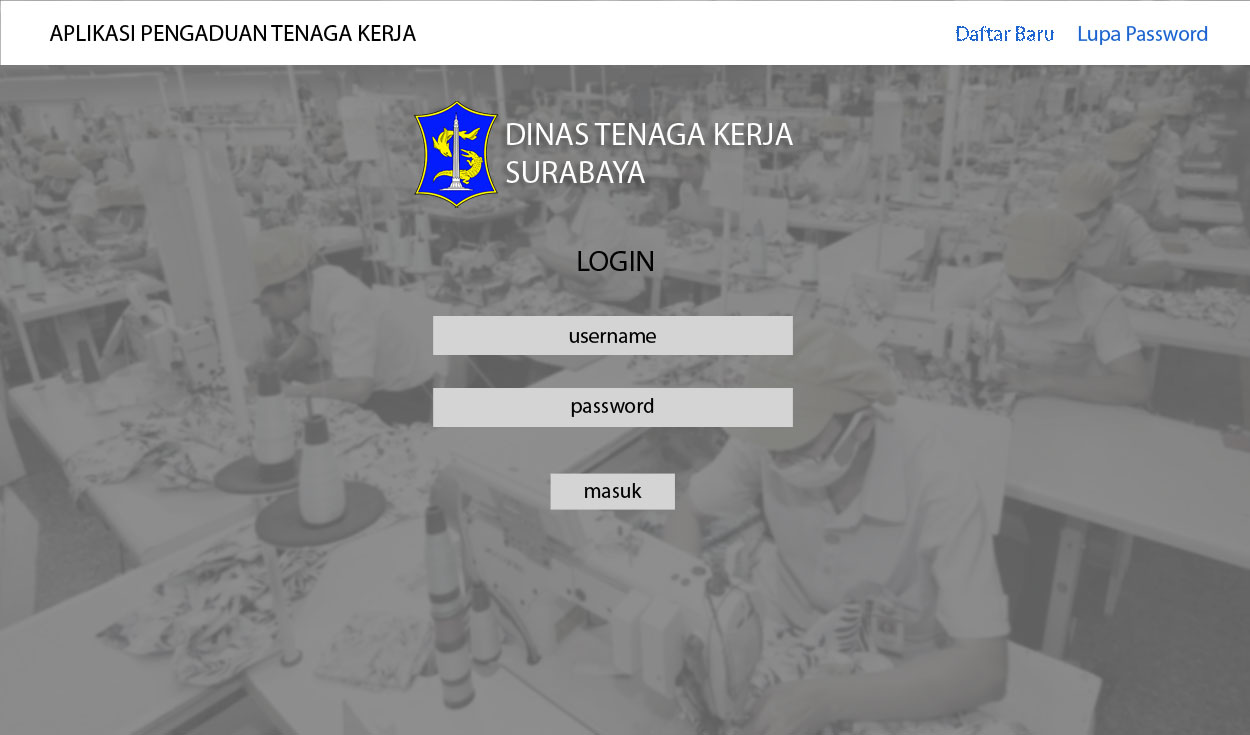 APLIKASI PENGADUAN TENAGA KERJA
Daftar Baru
Lupa Password
DINAS TENAGA KERJA
SURABAYA
LOGIN
username
password
masuk